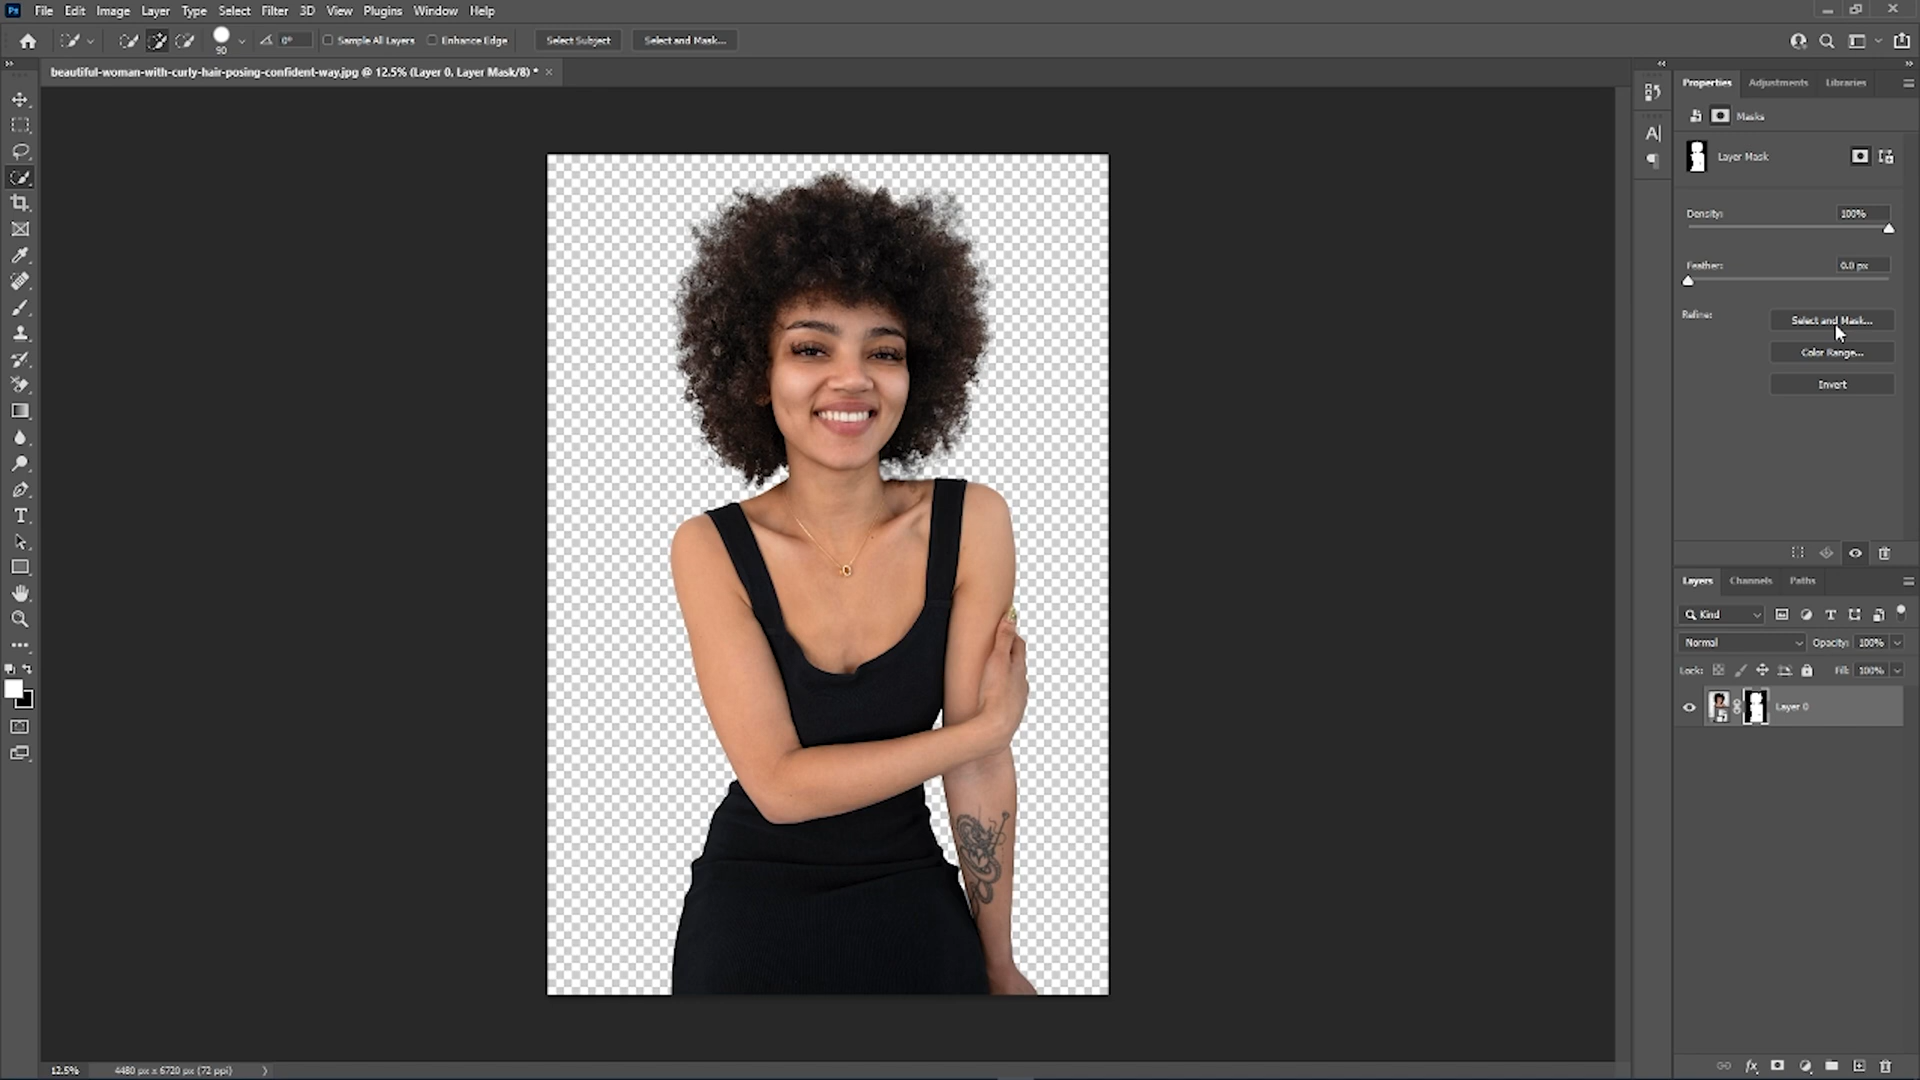 Ps File Edit Image Layer Type Select Filter 3D View Plugins Window Help
90 0° Sample All Layers Enhance Edge Select Subject Select and Mask...
beautiful-woman-with-curly-hair-posing-confident-way.jpg @ 12.5% (Layer 0, Layer Mask/8) * ×
Properties Adjustments Libraries
Masks
Layer Mask
Density: 100%
Feather: 0.0 px
Refine: Select and Mask...
Color Range...
Invert
Layers Channels Paths
Kind
Normal Opacity: 100%
Lock: Fill: 100%
Layer 0
12.5% 4480 px x 6720 px (72 ppi)